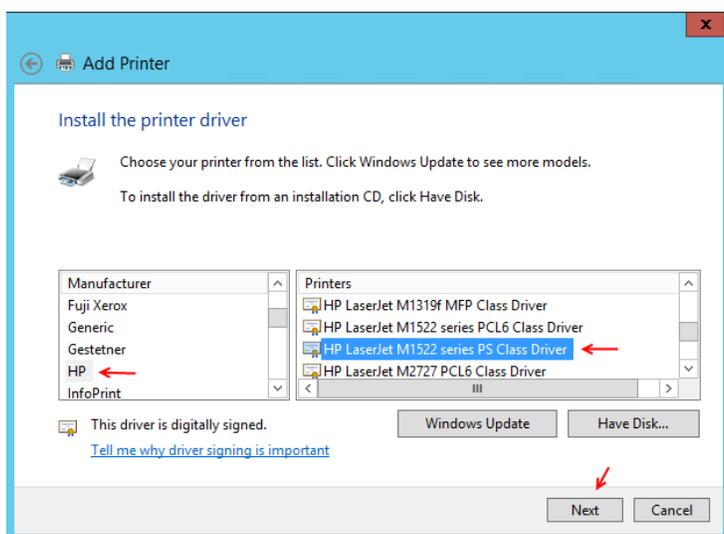 x
Add Printer
Install the printer driver
Choose your printer from the list. Click Windows Update to see more models.
To install the driver from an installation CD, click Have Disk.
Manufacturer
Fuji Xerox
Generic
Gestetner
HP
InfoPrint
Printers
HP LaserJet M1319f MFP Class Driver
HP LaserJet M1522 series PCL6 Class Driver
HP LaserJet M1522 series PS Class Driver
HP LaserJet M2727 PCL6 Class Driver
This driver is digitally signed.
Tell me why driver signing is important
Windows Update
Have Disk...
Next
Cancel